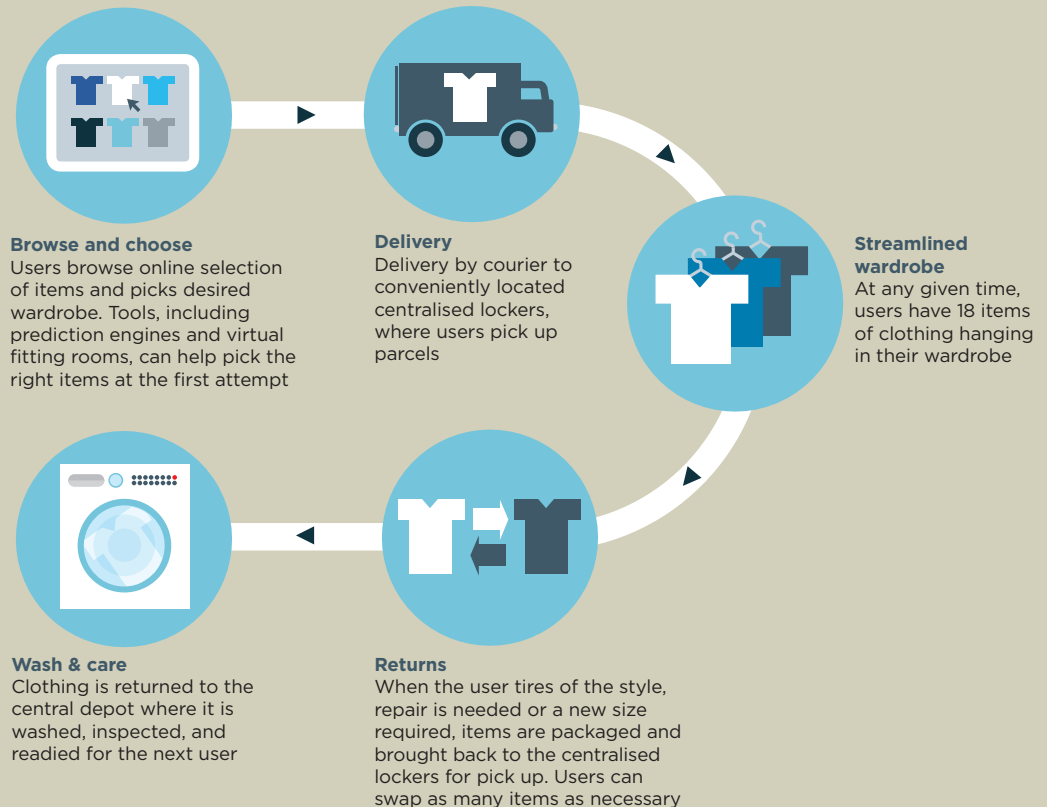 Browse and choose
Users browse online selection
of items and picks desired
wardrobe. Tools, including
prediction engines and virtual
fitting rooms, can help pick the
right items at the first attempt
Delivery
Delivery by courier to
conveniently located
centralised lockers,
where users pick up
parcels
Streamlined
wardrobe
At any given time,
users have 18 items
of clothing hanging
in their wardrobe
Wash & care
Clothing is returned to the
central depot where it is
washed, inspected, and
readied for the next user
Returns
When the user tires of the style,
repair is needed or a new size
required, items are packaged and
brought back to the centralised
lockers for pick up. Users can
swap as many items as necessary